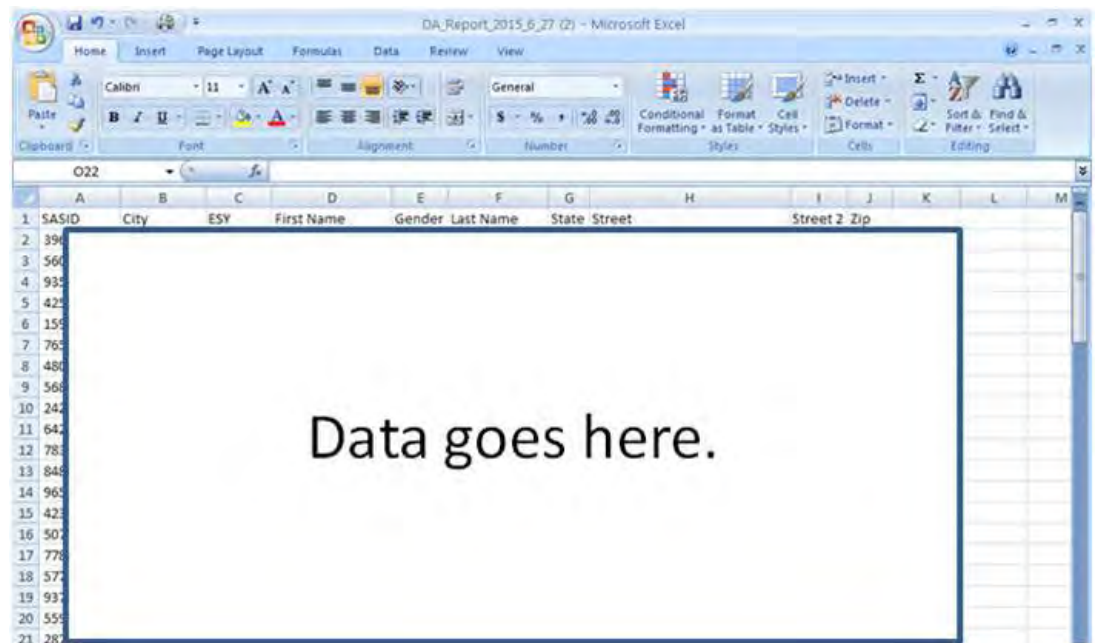 DA_Report_2015_6_27 (2) - Microsoft Excel
Home Insert Page Layout Formulas Data Review View
Calibri 11 A A General Insert
Paste B I U A $ % , Conditional Format Cell Delete Sort & Find &
Formatting as Table Styles Format Filter Select
Clipboard Font Alignment Number Styles Cells Editing
O22 fx
A B C D E F G H I J K L M
1 SASID City ESY First Name Gender Last Name State Street Street 2 Zip
2 396
3 560
4 935
5 425
6 159
7 765
8 480
9 568
10 242
11 642
12 783
13 848
14 965
15 423
16 507
17 778
18 577
19 937
20 559
21 287
Data goes here.